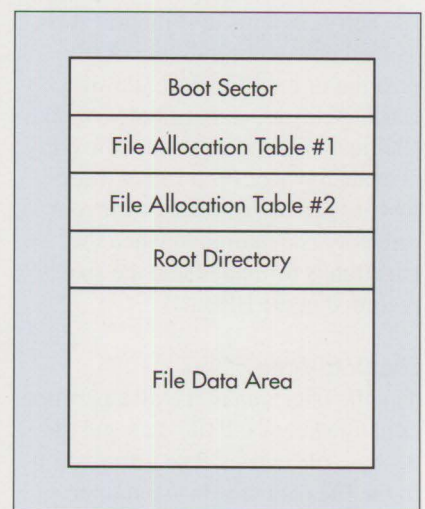 Boot Sector
File Allocation Table #1
File Allocation Table #2
Root Directory
File Data Area